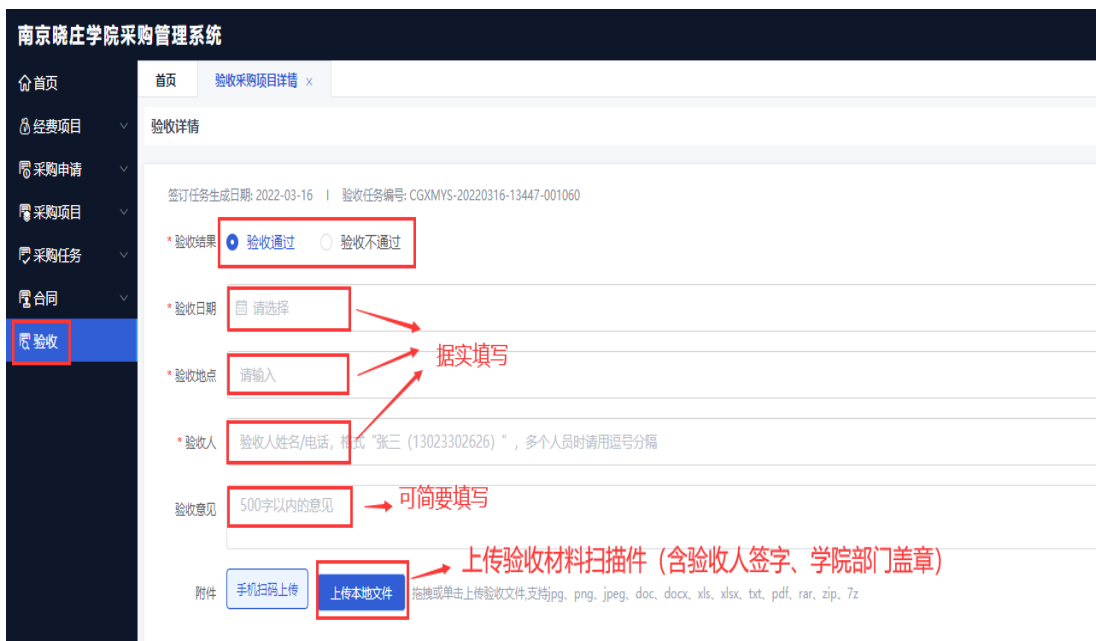 南京晓庄学院采购管理系统
首页
经费项目
采购申请
采购项目
采购任务
合同
验收
首页 验收采购项目详情 ×
验收详情
签订任务生成日期: 2022-03-16 | 验收任务编号: CGXMYS-20220316-13447-001060
* 验收结果 验收通过 验收不通过
* 验收日期 请选择
据实填写
* 验收地点 请输入
* 验收人 验收人姓名/电话，格式“张三（13023302626）”，多个人员时请用逗号分隔
验收意见 500字以内的意见 可简要填写
上传验收材料扫描件（含验收人签字、学院部门盖章）
附件 手机扫码上传 上传本地文件 拖拽或单击上传验收文件,支持jpg、png、jpeg、doc、docx、xls、xlsx、txt、pdf、rar、zip、7z